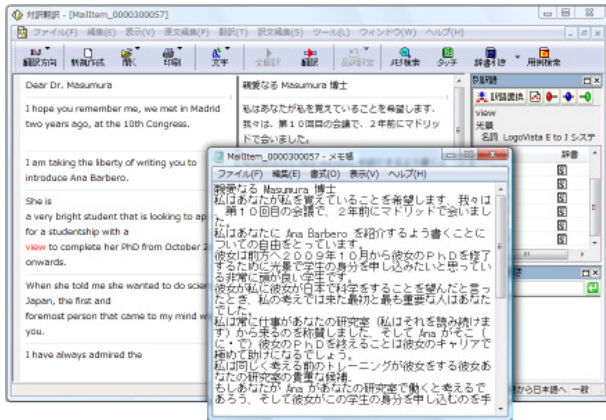 対訳翻訳 - [MailItem_0000300057]
ファイル(F) 編集(E) 表示(V) 原文編集(P) 翻訳(T) 訳文編集(S) ツール(L) ウィンドウ(W) ヘルプ(H)
翻訳方向 新規作成 開く 印刷 文字 全翻訳 翻訳 品詞設定 検索 タッチ 辞書引き 用例検索
Dear Dr. Masumura
I hope you remember me, we met in Madrid
two years ago, at the 10th Congress.
I am taking the liberty of writing you to
introduce Ana Barbero.
She is
a very bright student that is looking to ap
for a studentship with a
view to complete her PhD from October 2
onwards.
When she told me she wanted to do scien
Japan, the first and
foremost person that came to my mind w
you.
I have always admired the
親愛なる Masumura 博士
私はあなたが私を覚えていることを希望します、
我々は、第１０回目の会議で、２年前にマドリッ
ドで会いました。
訳語置換
view
光景
名詞 LogoVista E to J システ
辞書
から日本語へ 一般
MailItem_0000300057 - メモ帳
ファイル(F) 編集(E) 書式(O) 表示(V) ヘルプ(H)
親愛なる Masumura 博士
私はあなたが私を覚えていることを希望します、我々は
、第１０回目の会議で、２年前にマドリッドで会いまし
た。
私はあなたに Ana Barbero を紹介するよう書くことに
ついての自由をとっています。
彼女は前方へ２００９年１０月から彼女のＰｈＤを修了
するために光景で学生の身分を申し込みたいと思ってい
る非常に頭が良い学生です。
彼女が私に彼女が日本で科学をすることを望んだと言っ
たとき、私の考えでは来た最初と最も重要な人はあなた
でした。
私は常に仕事があなたの研究室（私はそれを読み続けま
す）から来るのを称賛しました、そして Ana がそこ（
に・で）彼女のＰｈＤを終えることは彼女のキャリアで
極めて助けになるでしょう。
私は同じく考える前のトレーニングが彼女をする彼女あ
なたの研究室の貴重な候補.
もしあなたが Ana があなたの研究室で働くと考えるで
あろう、そして彼女がこの学生の身分を申し込むのを手